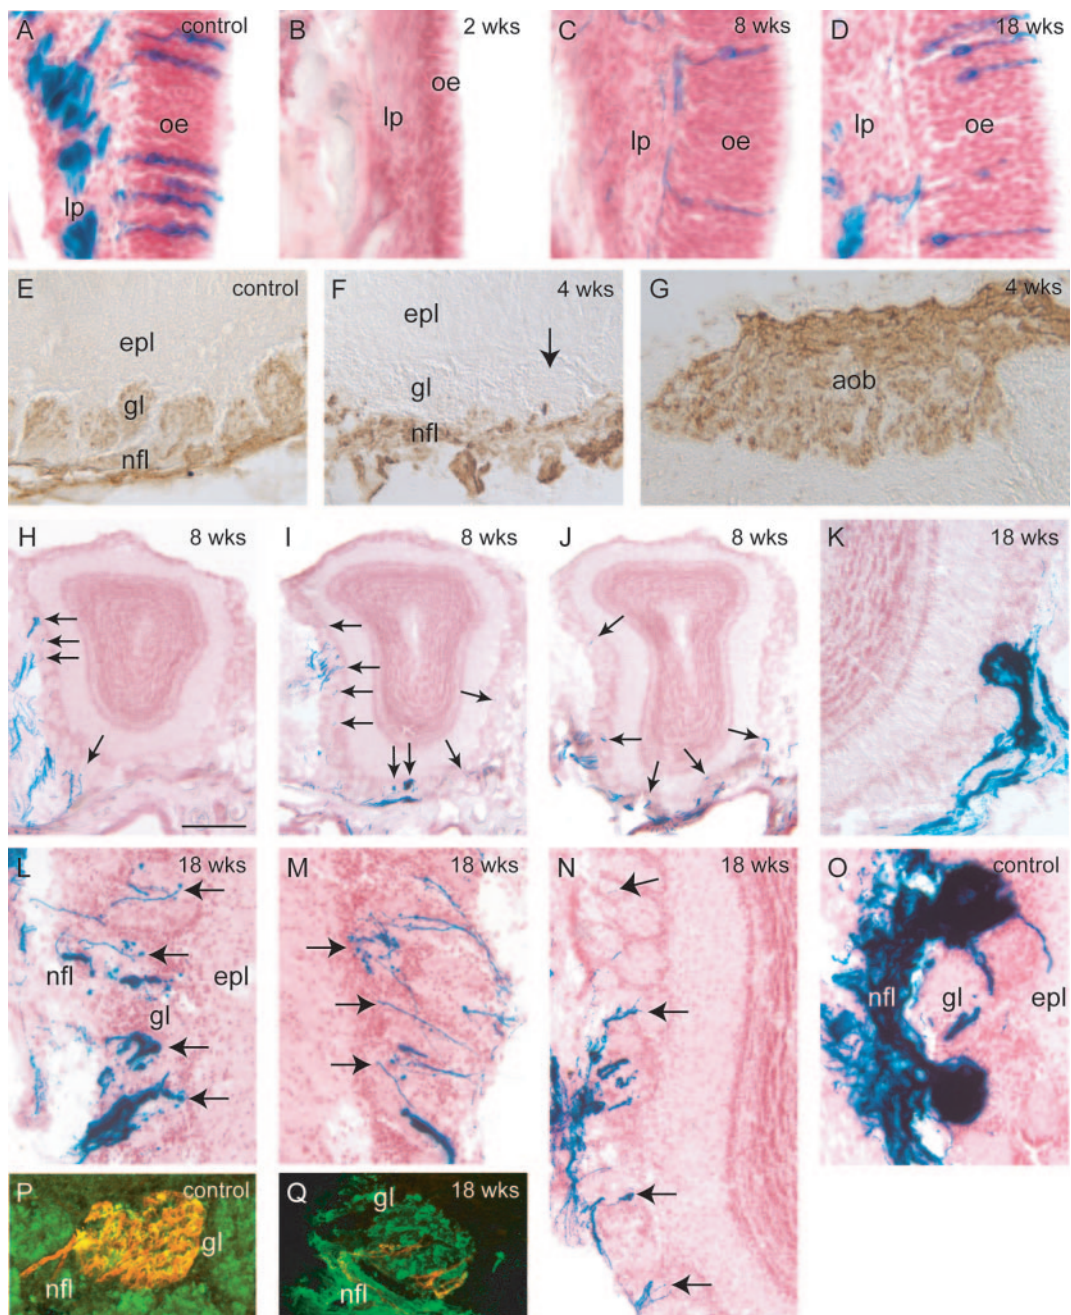 A control
oe
lp
B 2 wks
oe
lp
C 8 wks
lp
oe
D 18 wks
lp
oe
E control
epl
gl
nfl
F 4 wks
epl
gl
nfl
G 4 wks
aob
H 8 wks
I 8 wks
J 8 wks
K 18 wks
L 18 wks
nfl
epl
gl
M 18 wks
N 18 wks
O control
nfl
gl
epl
P control
gl
nfl
Q 18 wks
gl
nfl